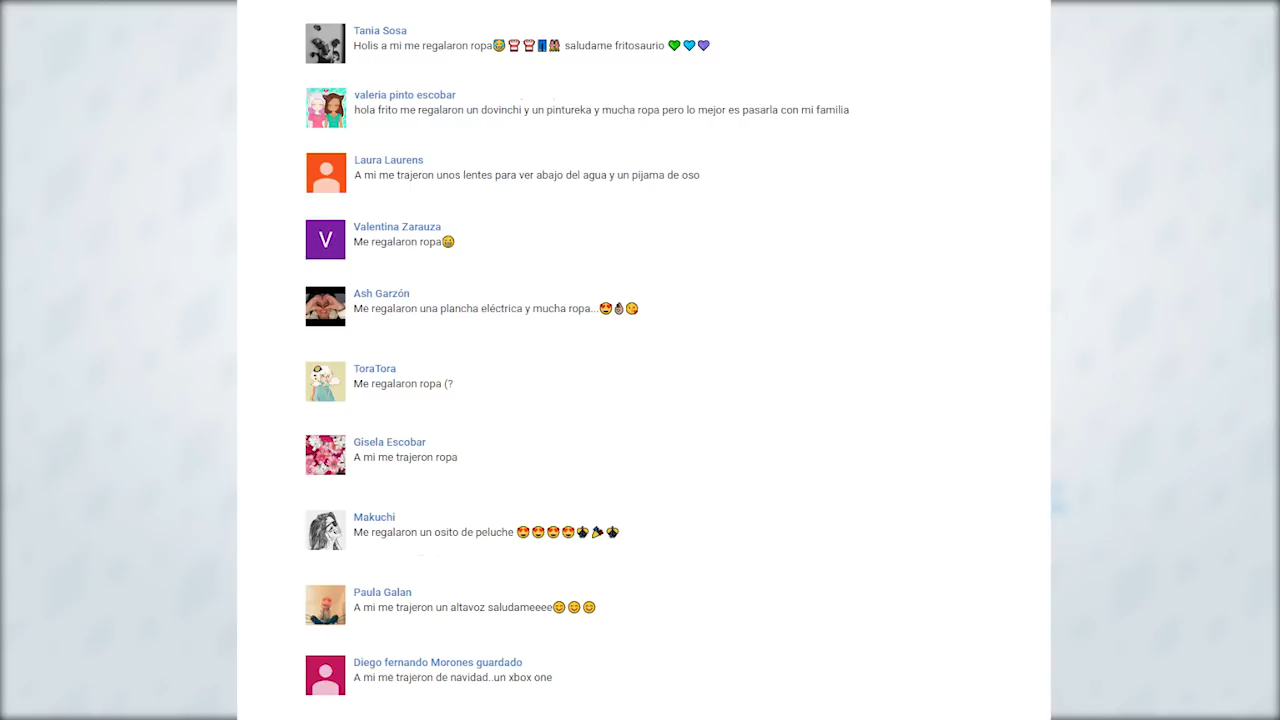 Tania Sosa
Holis a mi me regalaron ropa😂👚👚👖👭 saludame fritosaurio 💚💙💜
valeria pinto escobar
hola frito me regalaron un dovinchi y un pintureka y mucha ropa pero lo mejor es pasarla con mi familia
Laura Laurens
A mi me trajeron unos lentes para ver abajo del agua y un pijama de oso
V
Valentina Zarauza
Me regalaron ropa😁
Ash Garzón
Me regalaron una plancha eléctrica y mucha ropa...😍👌😘
ToraTora
Me regalaron ropa (?
Gisela Escobar
A mi me trajeron ropa
Makuchi
Me regalaron un osito de peluche 😍😍😍😍
Paula Galan
A mi me trajeron un altavoz saludameeee😊😊😊
Diego fernando Morones guardado
A mi me trajeron de navidad..un xbox one